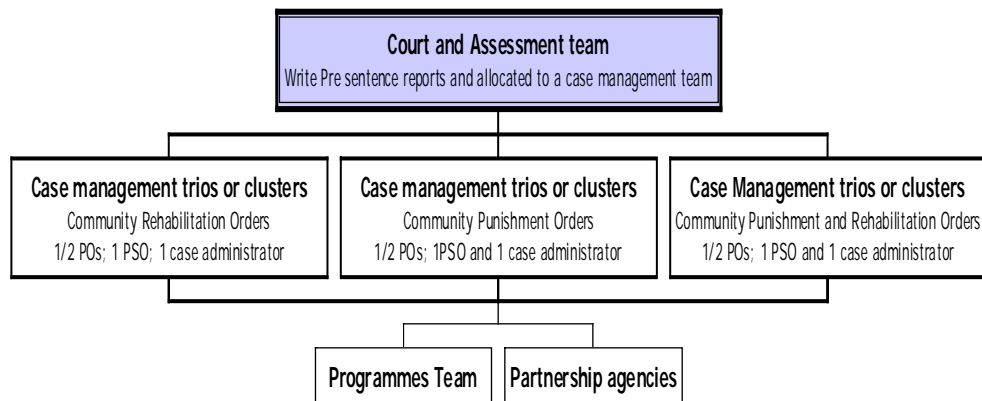 Court and Assessment team
Write Pre sentence reports and allocated to a case management team
Case management trios or clusters
Community Rehabilitation Orders
1/2 POs; 1 PSO; 1 case administrator
Case management trios or clusters
Community Punishment Orders
1/2 POs; 1PSO and 1 case administrator
Case Management trios or clusters
Community Punishment and Rehabilitation Orders
1/2 POs; 1 PSO and 1 case administrator
Programmes Team
Partnership agencies